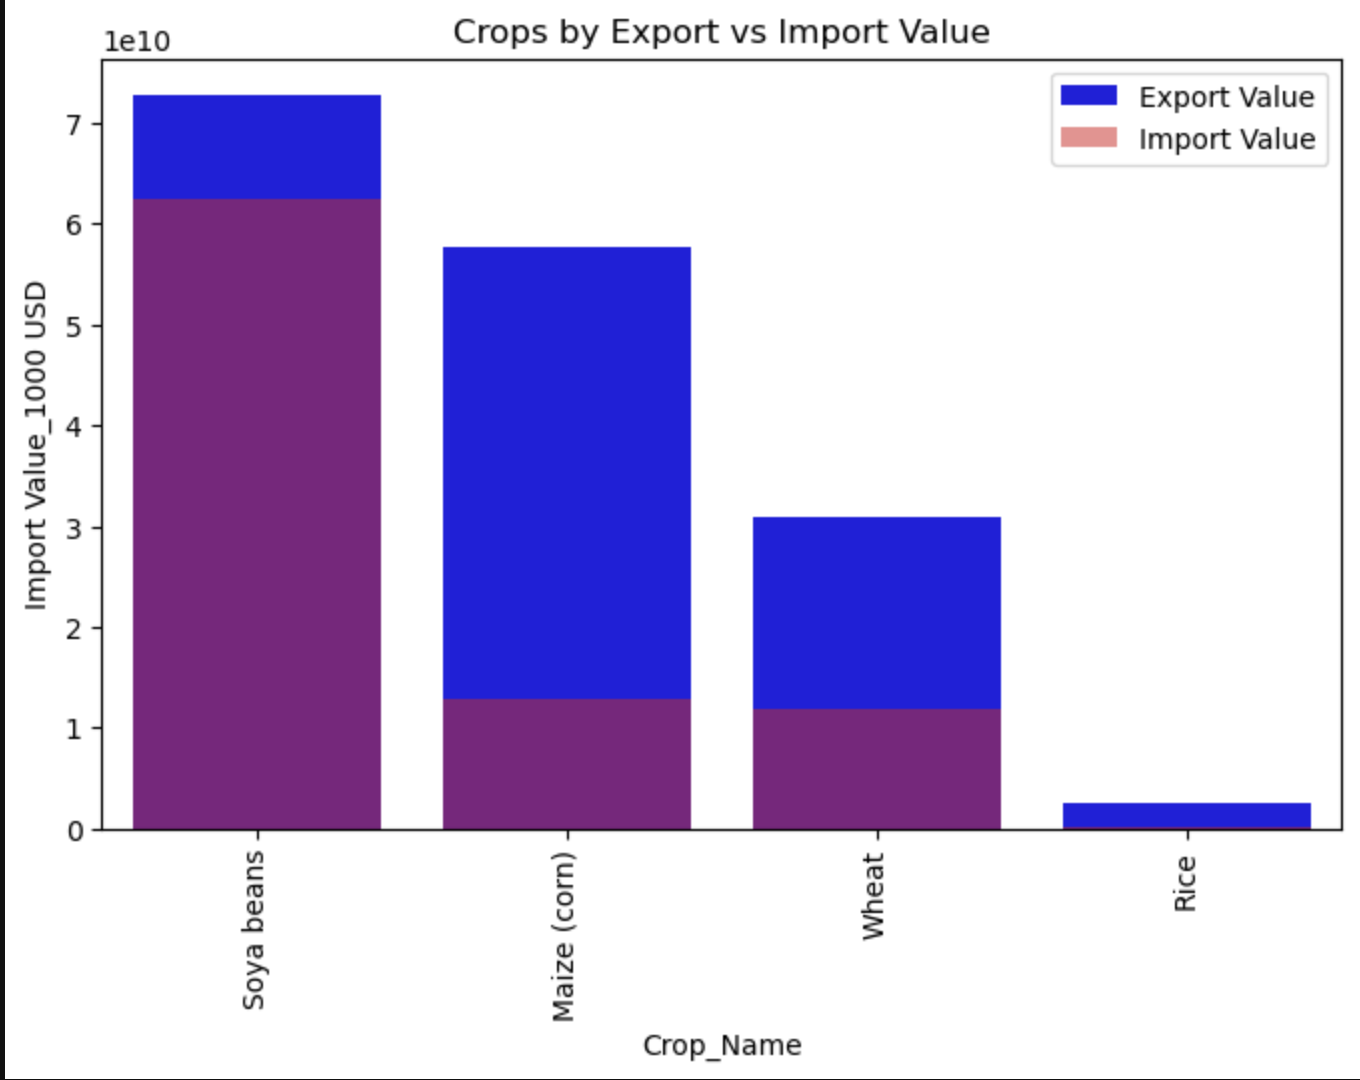 Crops by Export vs Import Value
1e10
Export Value
Import Value
7
6
5
4
3
2
1
0
Import Value_1000 USD
Soya beans
Maize (corn)
Wheat
Rice
Crop_Name